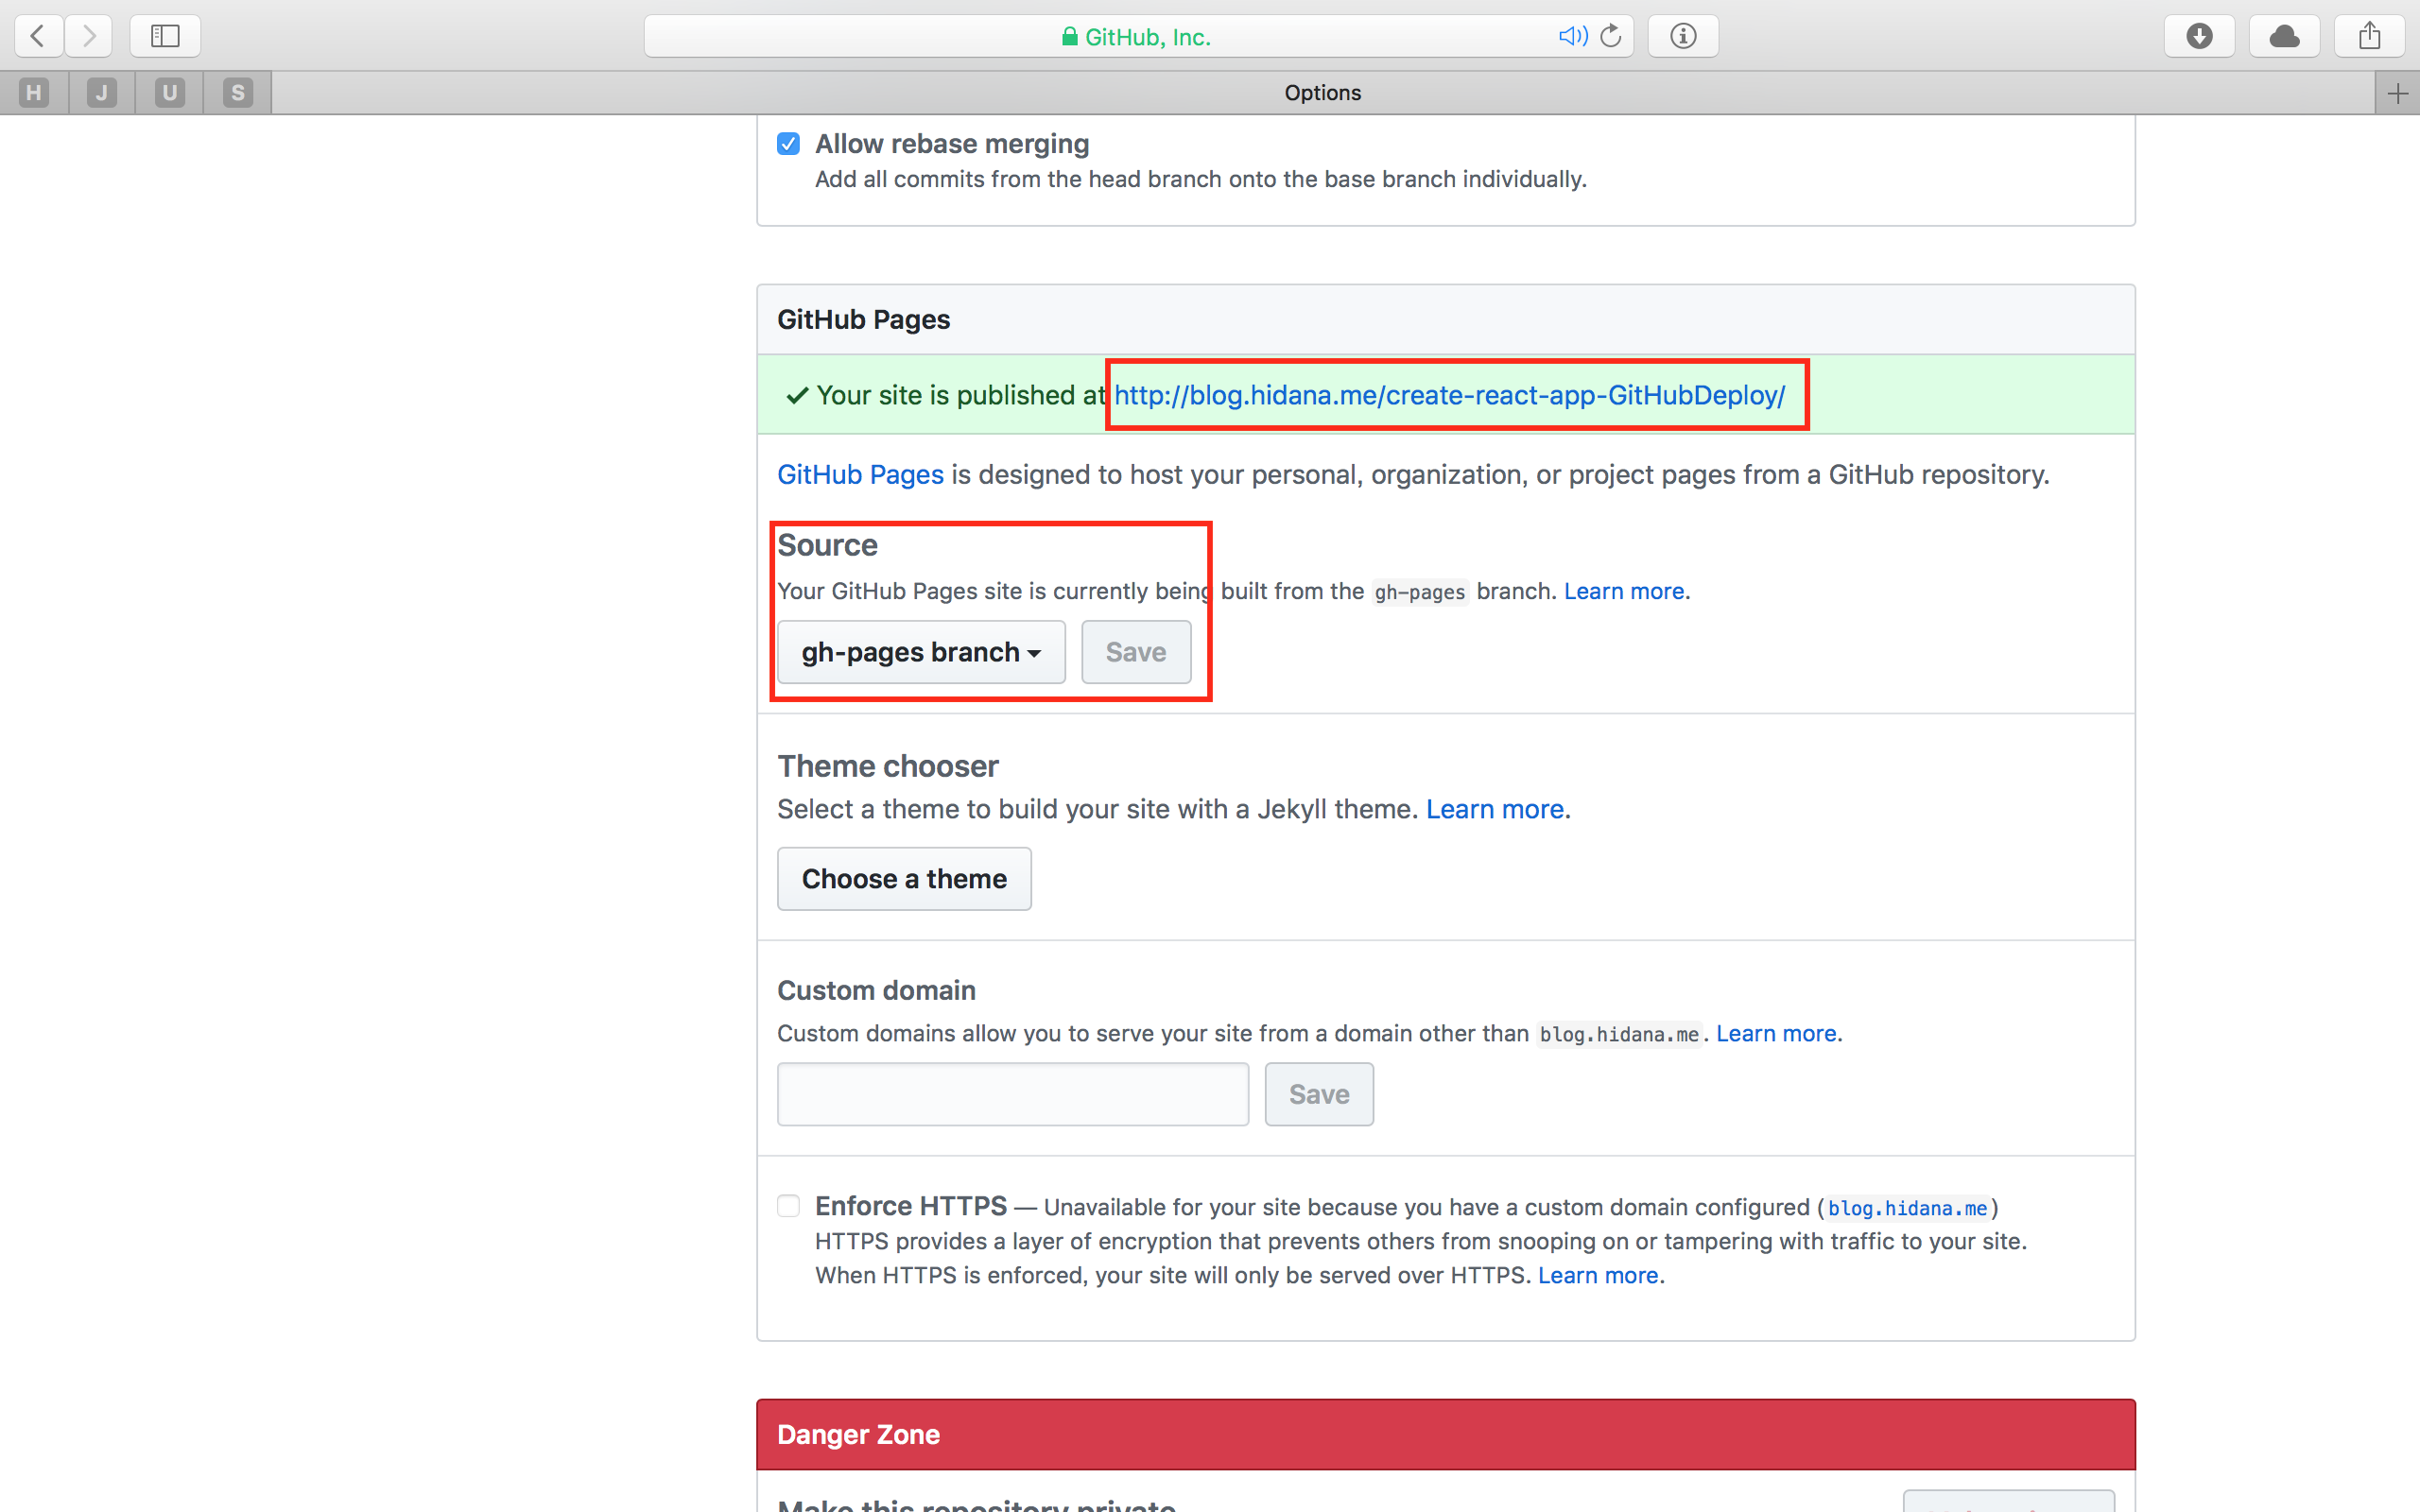 GitHub, Inc.
H
J
U
S
Options
Allow rebase merging
Add all commits from the head branch onto the base branch individually.
GitHub Pages
Your site is published at http://blog.hidana.me/create-react-app-GitHubDeploy/
GitHub Pages is designed to host your personal, organization, or project pages from a GitHub repository.
Source
Your GitHub Pages site is currently being built from the gh-pages branch. Learn more.
gh-pages branch
Save
Theme chooser
Select a theme to build your site with a Jekyll theme. Learn more.
Choose a theme
Custom domain
Custom domains allow you to serve your site from a domain other than blog.hidana.me. Learn more.
Save
Enforce HTTPS — Unavailable for your site because you have a custom domain configured (blog.hidana.me)
HTTPS provides a layer of encryption that prevents others from snooping on or tampering with traffic to your site.
When HTTPS is enforced, your site will only be served over HTTPS. Learn more.
Danger Zone
Make this repository private